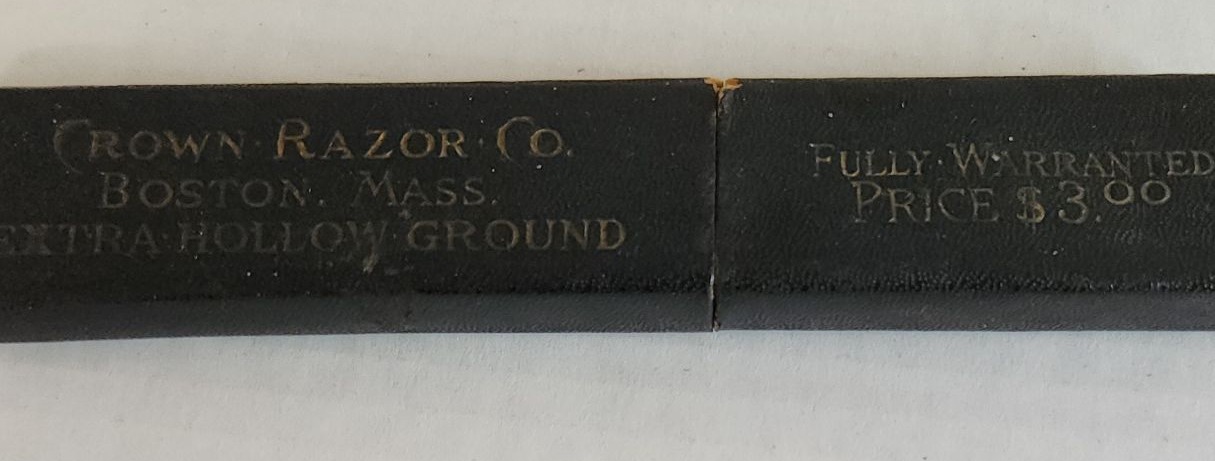 CROWN · RAZOR · CO.
BOSTON. MASS.
EXTRA · HOLLOW · GROUND
FULLY · WARRANTED
PRICE $3.00